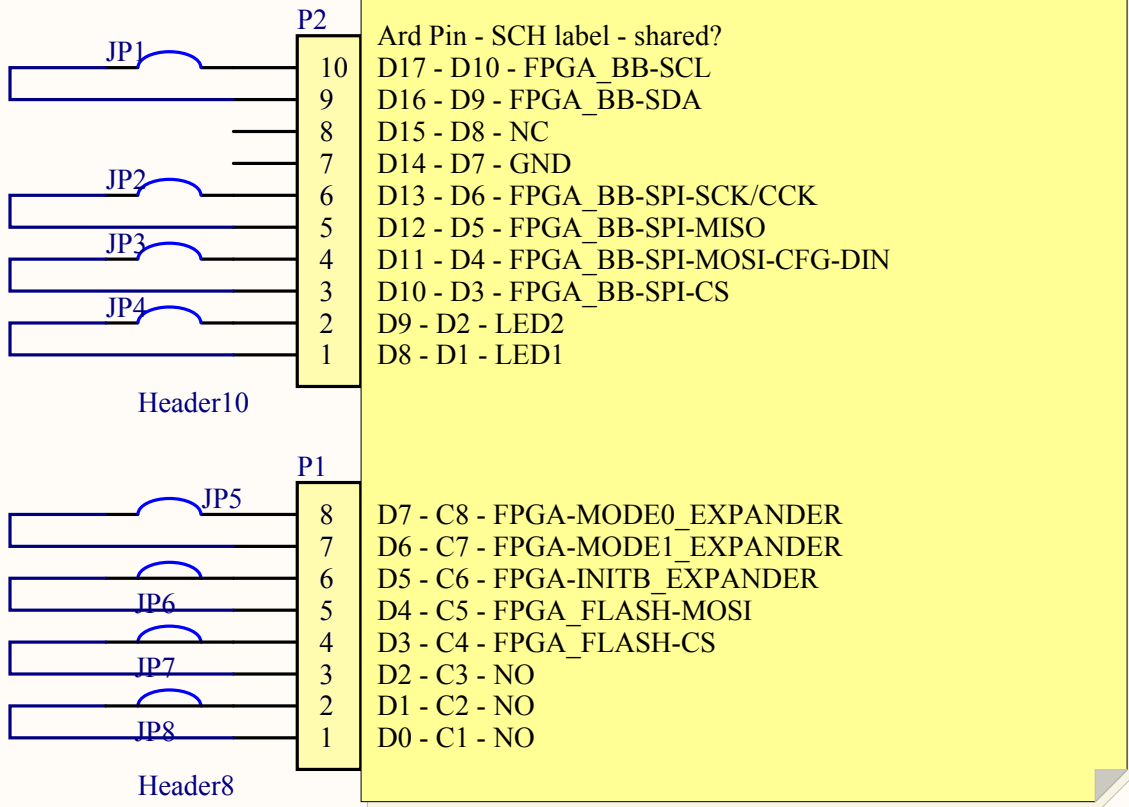 P2
Ard Pin - SCH label - shared?
JP1
10 D17 - D10 - FPGA_BB-SCL
9 D16 - D9 - FPGA_BB-SDA
8 D15 - D8 - NC
7 D14 - D7 - GND
JP2
6 D13 - D6 - FPGA_BB-SPI-SCK/CCK
5 D12 - D5 - FPGA_BB-SPI-MISO
JP3
4 D11 - D4 - FPGA_BB-SPI-MOSI-CFG-DIN
3 D10 - D3 - FPGA_BB-SPI-CS
JP4
2 D9 - D2 - LED2
1 D8 - D1 - LED1
Header10
P1
JP5
8 D7 - C8 - FPGA-MODE0_EXPANDER
7 D6 - C7 - FPGA-MODE1_EXPANDER
6 D5 - C6 - FPGA-INITB_EXPANDER
JP6
5 D4 - C5 - FPGA_FLASH-MOSI
4 D3 - C4 - FPGA_FLASH-CS
JP7
3 D2 - C3 - NO
2 D1 - C2 - NO
JP8
1 D0 - C1 - NO
Header8